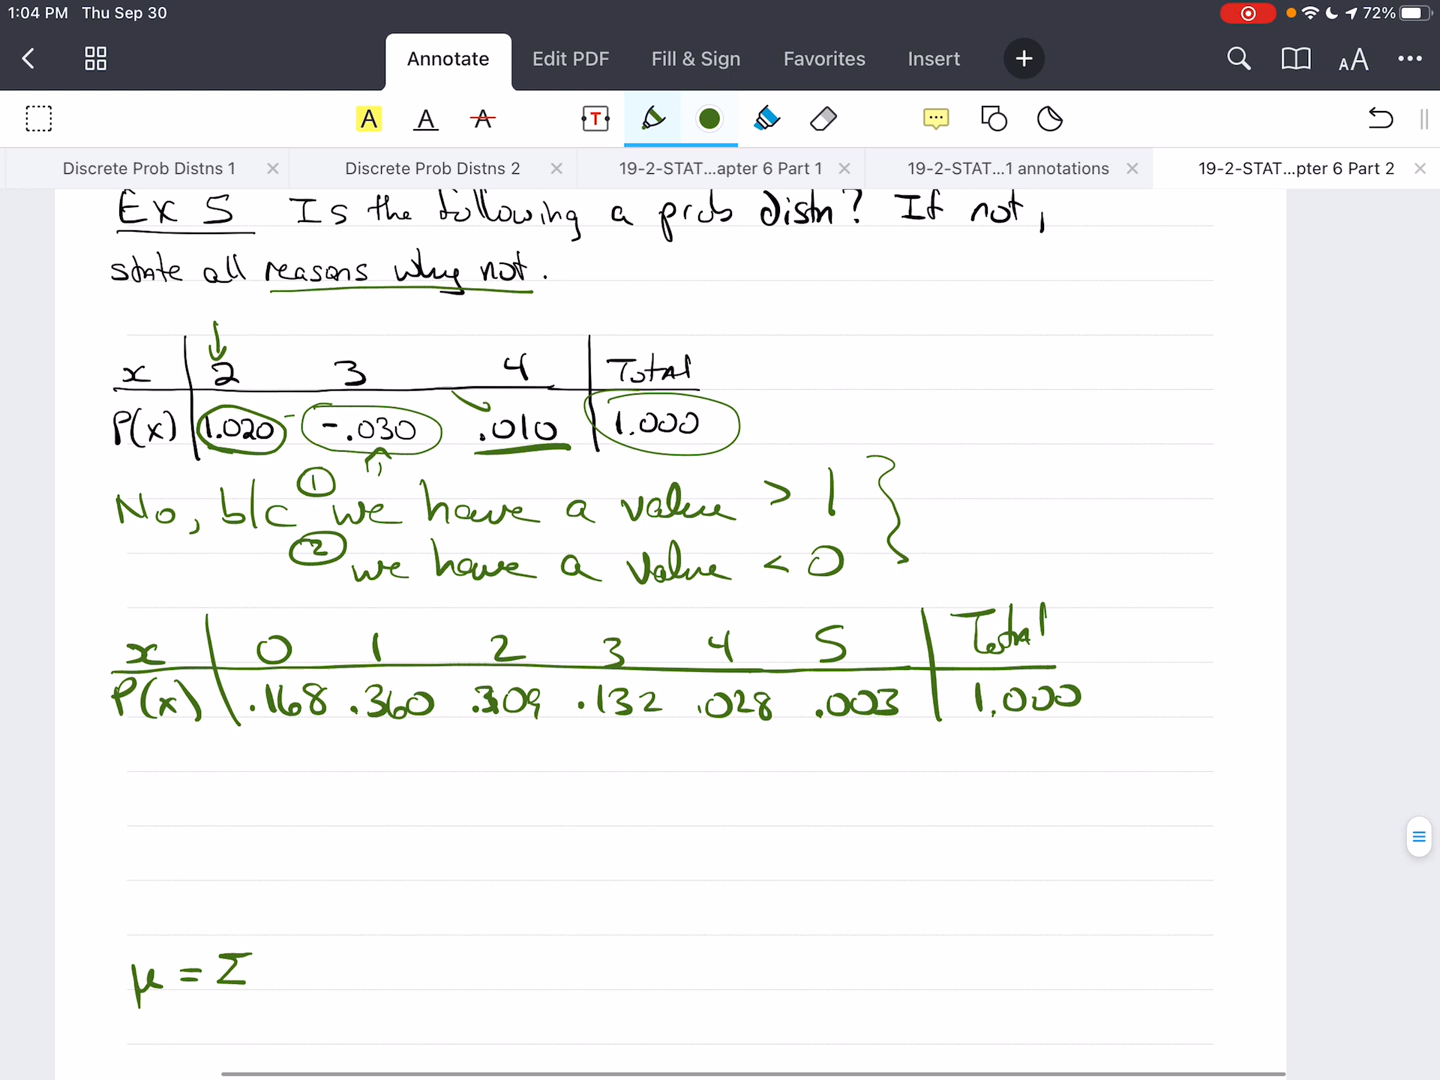 1:04 PM Thu Sep 30 72%
Annotate Edit PDF Fill & Sign Favorites Insert
A A A T
Discrete Prob Distns 1 Discrete Prob Distns 2 19-2-STAT...apter 6 Part 1 19-2-STAT...1 annotations 19-2-STAT...pter 6 Part 2
Ex 5 Is the following a prob distn? If not,
state all reasons why not.
x 2 3 4 Total
P(x) 1.020 -.030 .010 1.000
No, b/c ① we have a value > 1
② we have a value < 0
x 0 1 2 3 4 5 Total
P(x) .168 .360 .309 .132 .028 .003 1.000
μ = Σ